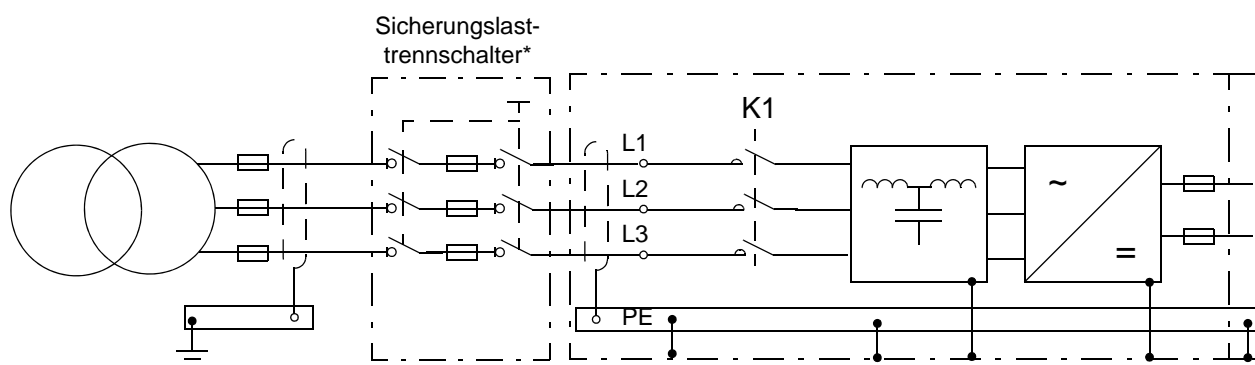 Sicherungslast-
trennschalter*
K1
L1
L2
L3
~
=
PE